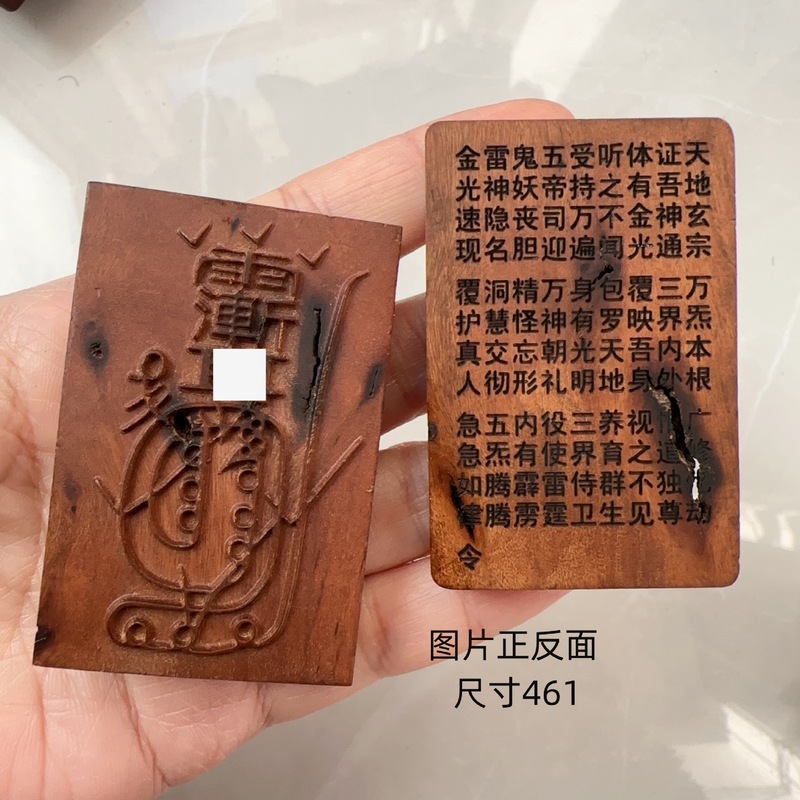 天地玄宗万炁本根广修劫
证吾神通三界内外道独尊
体有金光覆映吾身视之不见
听之不闻包罗天地养育群生
受持万遍身有光明三界侍卫
五帝司迎万神朝礼役使雷霆
鬼妖丧胆精怪忘形内有霹雳
雷神隐名洞慧交彻五炁腾腾
金光速现覆护真人急急如律令
图片正反面
尺寸461